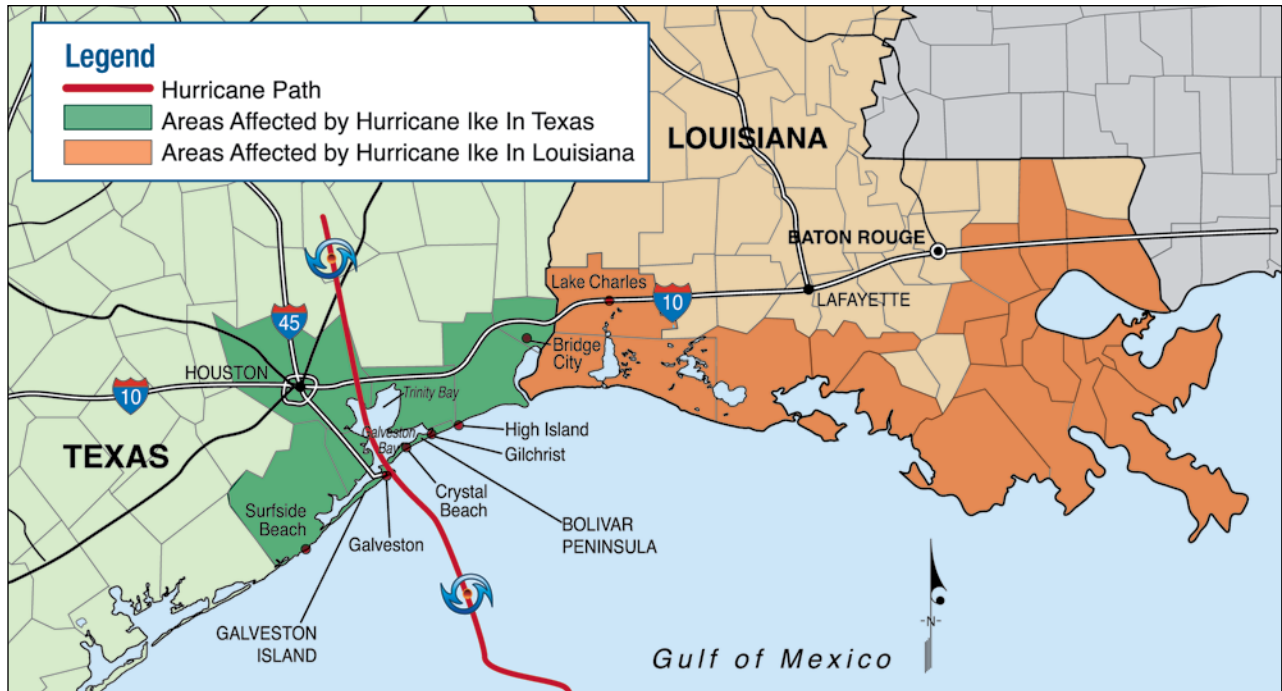 Legend
Hurricane Path
Areas Affected by Hurricane Ike In Texas
Areas Affected by Hurricane Ike In Louisiana
LOUISIANA
BATON ROUGE
Lake Charles
10
LAFAYETTE
45
Bridge
City
HOUSTON
10
Trinity Bay
High Island
Galveston
Bay
Gilchrist
TEXAS
Crystal
Beach
Surfside
Beach
BOLIVAR
PENINSULA
Galveston
GALVESTON
ISLAND
-N-
Gulf of Mexico